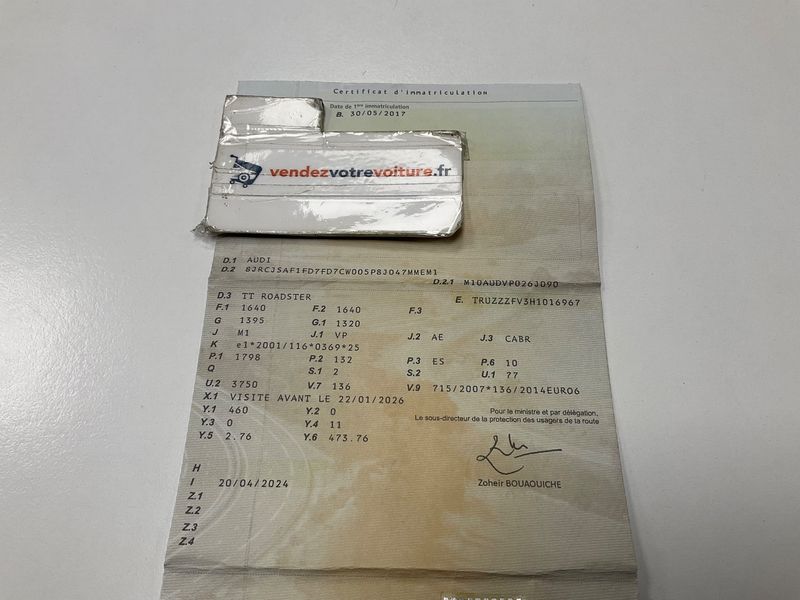 Certificat d'immatriculation
Date de 1ère immatriculation
B. 30/05/2017
vendezvotrevoiture.fr
D.1 AUDI
D.2 8JRCJSAF1FD7FD7CW005P8J047MMEM1
D.2.1 M10AUDVP026J090
D.3 TT ROADSTER
E. TRUZZZFV3H1016967
F.1 1640 F.2 1640 F.3
G 1395 G.1 1320
J M1 J.1 VP J.2 AE J.3 CABR
K e1*2001/116*0369*25
P.1 1798 P.2 132 P.3 ES P.6 10
Q S.1 2 S.2 U.1 77
U.2 3750 V.7 136 V.9 715/2007*136/2014EURO6
X.1 VISITE AVANT LE 22/01/2026
Y.1 460 Y.2 0
Y.3 0 Y.4 11
Y.5 2.76 Y.6 473.76
Pour le ministre et par délégation,
Le sous-directeur de la protection des usagers de la route
Zoheir BOUAOUICHE
H
I 20/04/2024
Z.1
Z.2
Z.3
Z.4